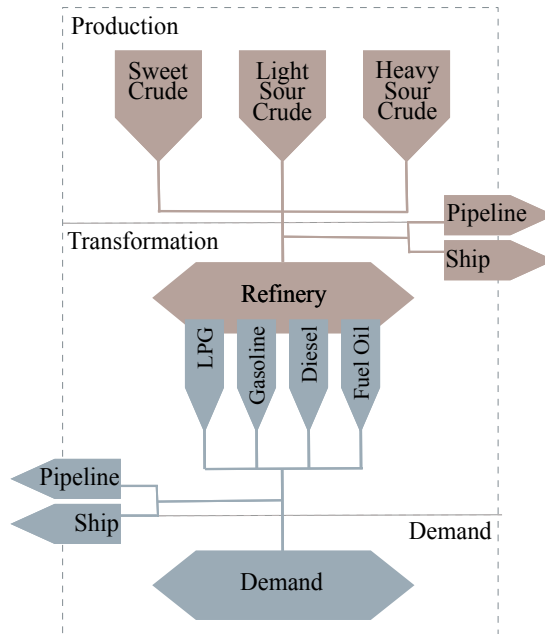 Production
Sweet
Crude
Light
Sour
Crude
Heavy
Sour
Crude
Pipeline
Ship
Transformation
Refinery
LPG
Gasoline
Diesel
Fuel Oil
Pipeline
Ship
Demand
Demand